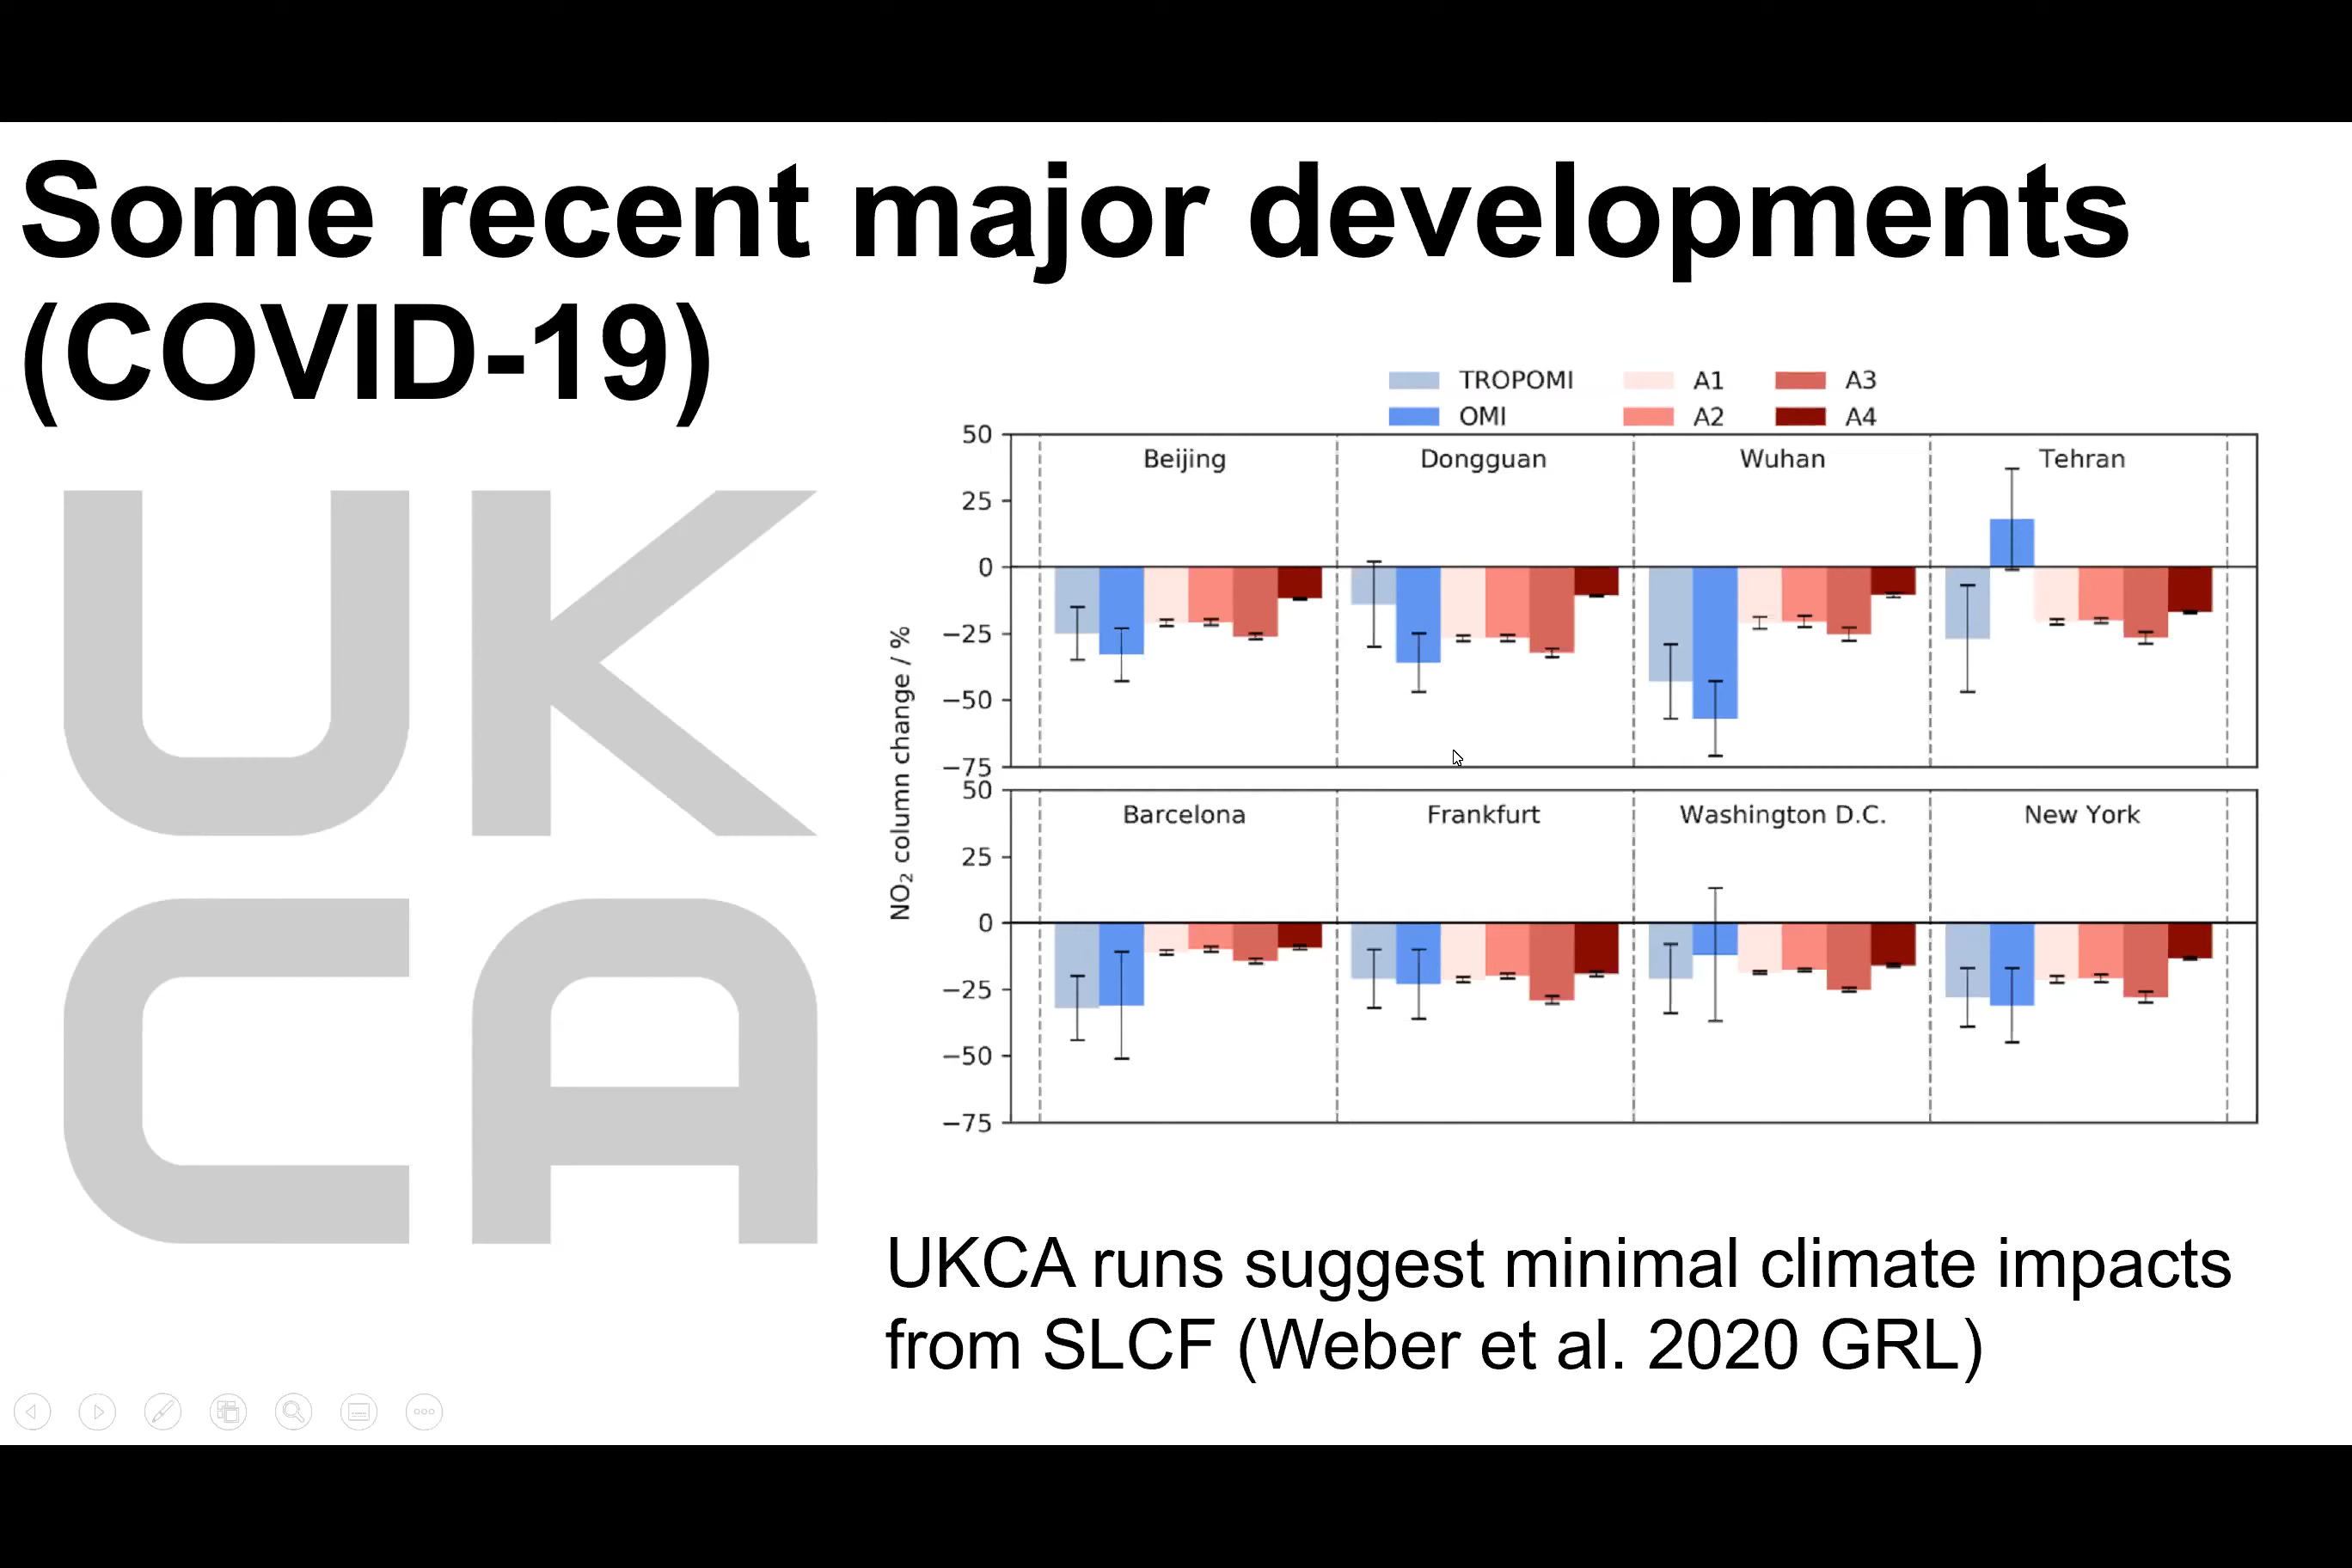 Some recent major developments
(COVID-19)
UK
CA
TROPOMI A1 A3
OMI A2 A4
NO₂ column change / %
50
25
0
−25
−50
−75
Beijing Dongguan Wuhan Tehran
50
25
0
−25
−50
−75
Barcelona Frankfurt Washington D.C. New York
UKCA runs suggest minimal climate impacts
from SLCF (Weber et al. 2020 GRL)